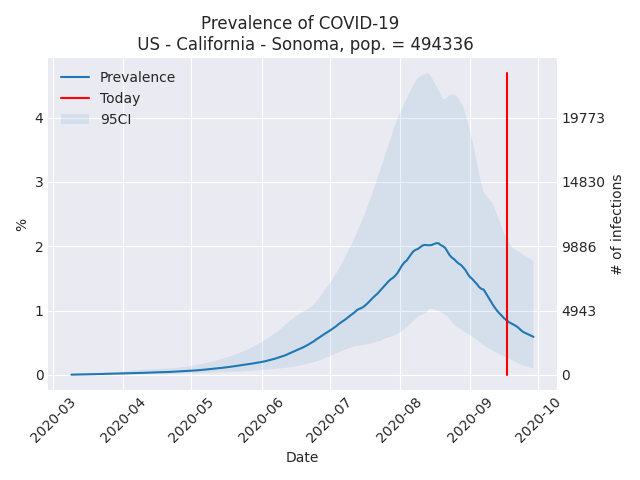 Prevalence of COVID-19
US - California - Sonoma, pop. = 494336
Prevalence
Today
95CI
%
4
3
2
1
0
19773
14830
9886
4943
0
# of infections
2020-03
2020-04
2020-05
2020-06
2020-07
2020-08
2020-09
2020-10
Date